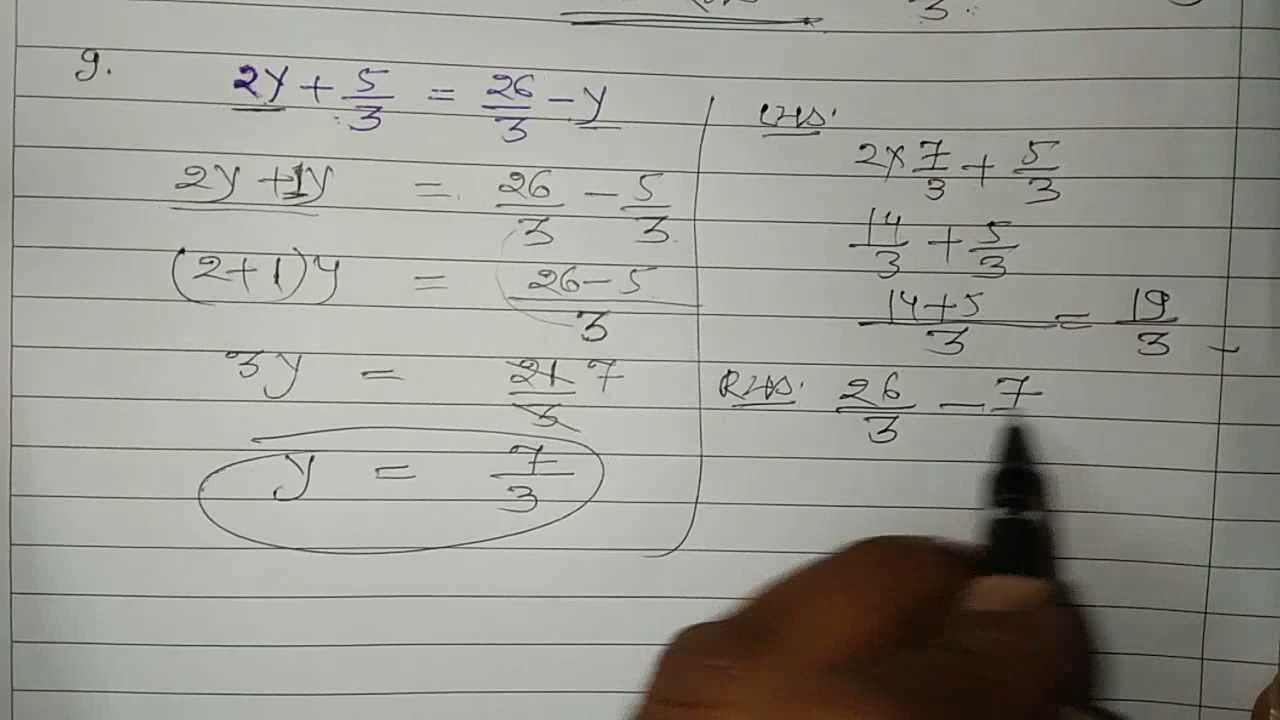 3.
9. 2y + 5/3 = 26/3 - y
2y + 1y = 26/3 - 5/3
(2+1)y = 26-5/3
3y = 21/3 7
y = 7/3
LHS:
2x 7/3 + 5/3
14/3 + 5/3
14+5/3 = 19/3
RHS: 26/3 - 7